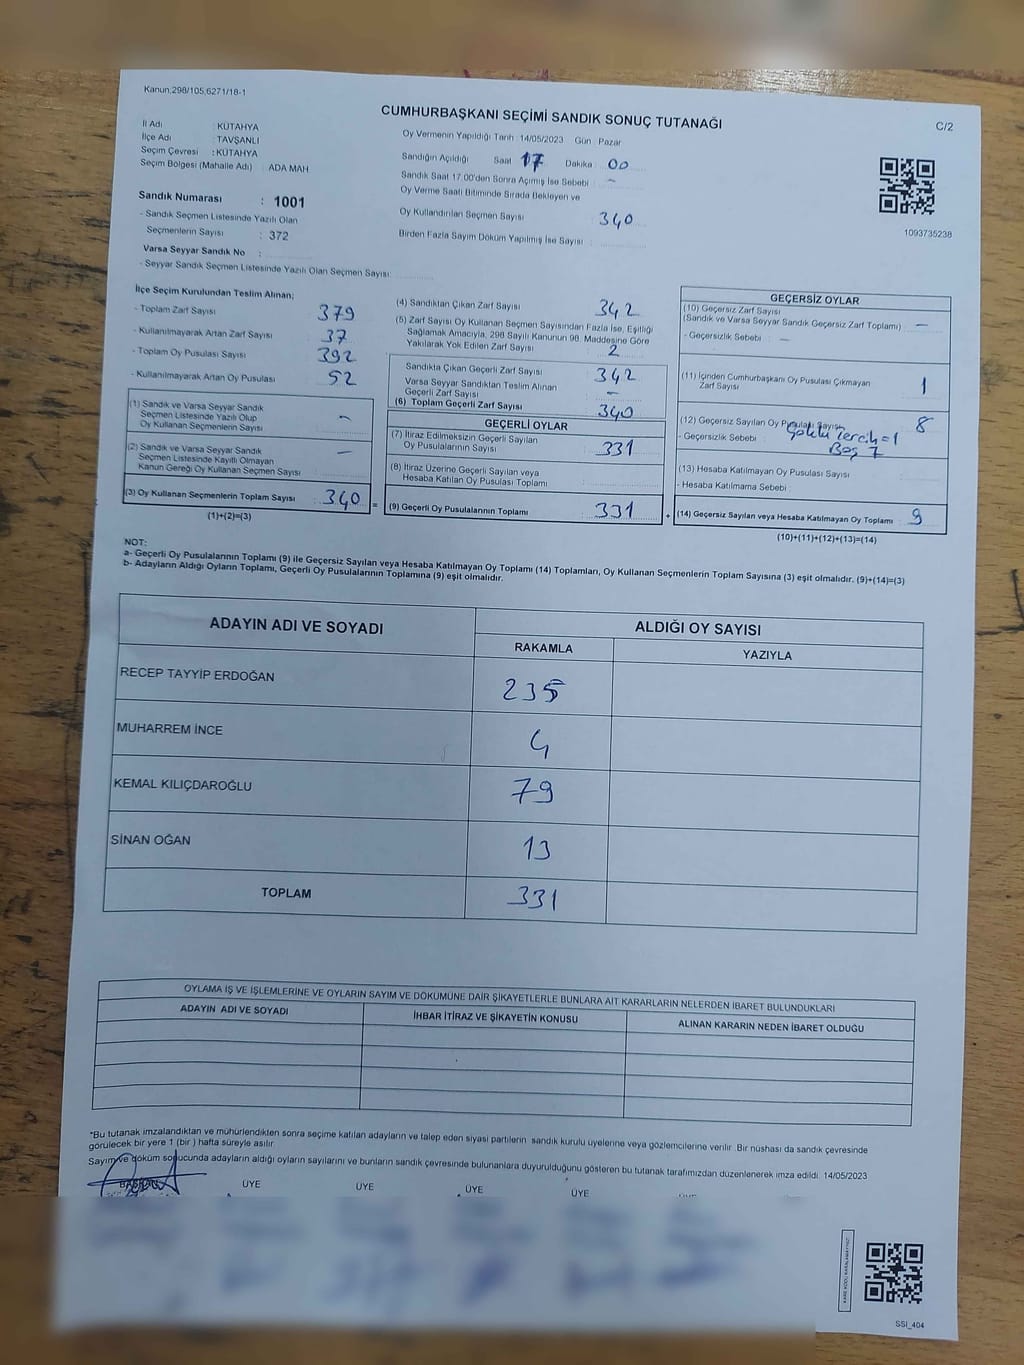 Kanun,298/105,6271/18-1
CUMHURBAŞKANI SEÇİMİ SANDIK SONUÇ TUTANAĞI
C/2
İl Adı : KÜTAHYA
İlçe Adı : TAVŞANLI
Seçim Çevresi : KÜTAHYA
Seçim Bölgesi (Mahalle Adı) : ADA MAH
Oy Vermenin Yapıldığı Tarih :14/05/2023 Gün : Pazar
Sandığın Açıldığı Saat 17 Dakika : 00
Sandık Saat 17.00'den Sonra Açılmış İse Sebebi : -
Oy Verme Saati Bitiminde Sırada Bekleyen ve
Oy Kullandırılan Seçmen Sayısı : 340
Birden Fazla Sayım Döküm Yapılmış İse Sayısı :
1093735238
Sandık Numarası : 1001
- Sandık Seçmen Listesinde Yazılı Olan
Seçmenlerin Sayısı : 372
Varsa Seyyar Sandık No :
- Seyyar Sandık Seçmen Listesinde Yazılı Olan Seçmen Sayısı:
İlçe Seçim Kurulundan Teslim Alınan;
- Toplam Zarf Sayısı : 379
- Kullanılmayarak Artan Zarf Sayısı : 37
- Toplam Oy Pusulası Sayısı : 392
- Kullanılmayarak Artan Oy Pusulası : 52
(1) Sandık ve Varsa Seyyar Sandık
Seçmen Listesinde Yazılı Olup
Oy Kullanan Seçmenlerin Sayısı : -
(2) Sandık ve Varsa Seyyar Sandık
Seçmen Listesinde Kayıtlı Olmayan
Kanun Gereği Oy Kullanan Seçmen Sayısı : -
(3) Oy Kullanan Seçmenlerin Toplam Sayısı : 340 =
(1)+(2)=(3)
(4) Sandıktan Çıkan Zarf Sayısı : 342
(5) Zarf Sayısı Oy Kullanan Seçmen Sayısından Fazla İse, Eşitliği
Sağlamak Amacıyla, 298 Sayılı Kanunun 98. Maddesine Göre
Yakılarak Yok Edilen Zarf Sayısı : 2
Sandıkta Çıkan Geçerli Zarf Sayısı : 342
Varsa Seyyar Sandıktan Teslim Alınan
Geçerli Zarf Sayısı : -
(6) Toplam Geçerli Zarf Sayısı : 340
GEÇERLİ OYLAR
(7) İtiraz Edilmeksizin Geçerli Sayılan
Oy Pusulalarının Sayısı : 331
(8) İtiraz Üzerine Geçerli Sayılan veya
Hesaba Katılan Oy Pusulası Toplamı :
(9) Geçerli Oy Pusulalarının Toplamı : 331 +
GEÇERSİZ OYLAR
(10) Geçersiz Zarf Sayısı
(Sandık ve Varsa Seyyar Sandık Geçersiz Zarf Toplamı) : -
- Geçersizlik Sebebi : -
(11) İçinden Cumhurbaşkanı Oy Pusulası Çıkmayan
Zarf Sayısı : 1
(12) Geçersiz Sayılan Oy Pusulası Sayısı : 8
- Geçersizlik Sebebi : Çoklu Tercih=1
Boş 7
(13) Hesaba Katılmayan Oy Pusulası Sayısı :
- Hesaba Katılmama Sebebi :
(14) Geçersiz Sayılan veya Hesaba Katılmayan Oy Toplamı : 9
(10)+(11)+(12)+(13)=(14)
NOT:
a- Geçerli Oy Pusulalarının Toplamı (9) ile Geçersiz Sayılan veya Hesaba Katılmayan Oy Toplamı (14) Toplamları, Oy Kullanan Seçmenlerin Toplam Sayısına (3) eşit olmalıdır. (9)+(14)=(3)
b- Adayların Aldığı Oyların Toplamı, Geçerli Oy Pusulalarının Toplamına (9) eşit olmalıdır.
ADAYIN ADI VE SOYADI
ALDIĞI OY SAYISI
RAKAMLA
YAZIYLA
RECEP TAYYİP ERDOĞAN 235
MUHARREM İNCE 4
KEMAL KILIÇDAROĞLU 79
SİNAN OĞAN 13
TOPLAM 331
OYLAMA İŞ VE İŞLEMLERİNE VE OYLARIN SAYIM VE DÖKÜMÜNE DAİR ŞİKAYETLERLE BUNLARA AİT KARARLARIN NELERDEN İBARET BULUNDUKLARI
ADAYIN ADI VE SOYADI
İHBAR İTİRAZ VE ŞİKAYETİN KONUSU
ALINAN KARARIN NEDEN İBARET OLDUĞU
*Bu tutanak imzalandıktan ve mühürlendikten sonra seçime katılan adayların ve talep eden siyasi partilerin sandık kurulu üyelerine veya gözlemcilerine verilir. Bir nüshası da sandık çevresinde
görülecek bir yere 1 (bir) hafta süreyle asılır.
Sayım ve döküm sonucunda adayların aldığı oyların sayılarını ve bunların sandık çevresinde bulunanlara duyurulduğunu gösteren bu tutanak tarafımızdan düzenlenerek imza edildi. 14/05/2023
BAŞKAN ÜYE ÜYE ÜYE ÜYE
SSI_404